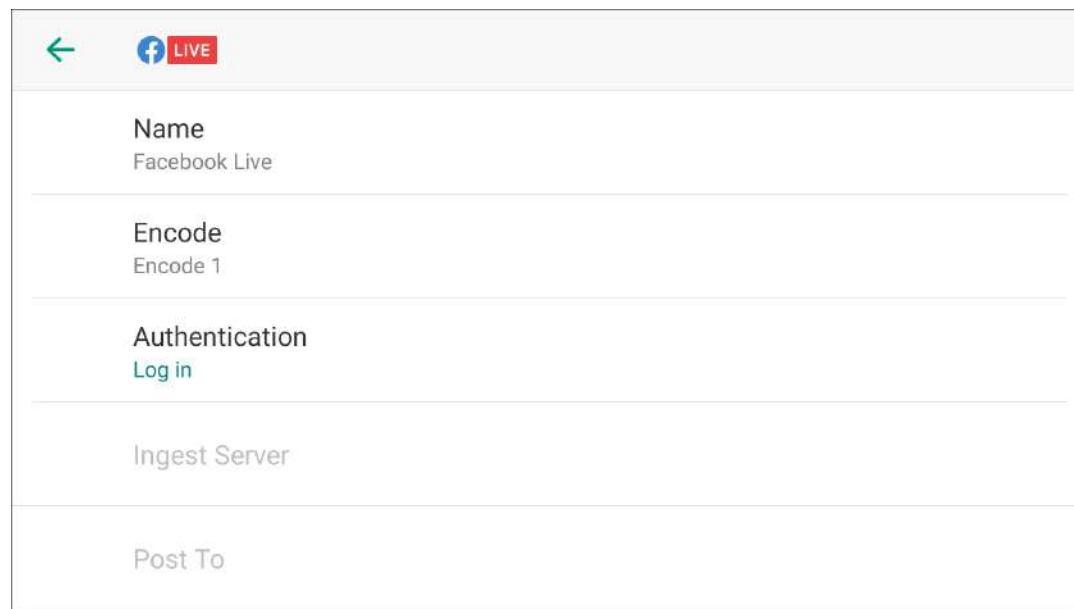 LIVE
Name
Facebook Live
Encode
Encode 1
Authentication
Log in
Ingest Server
Post To